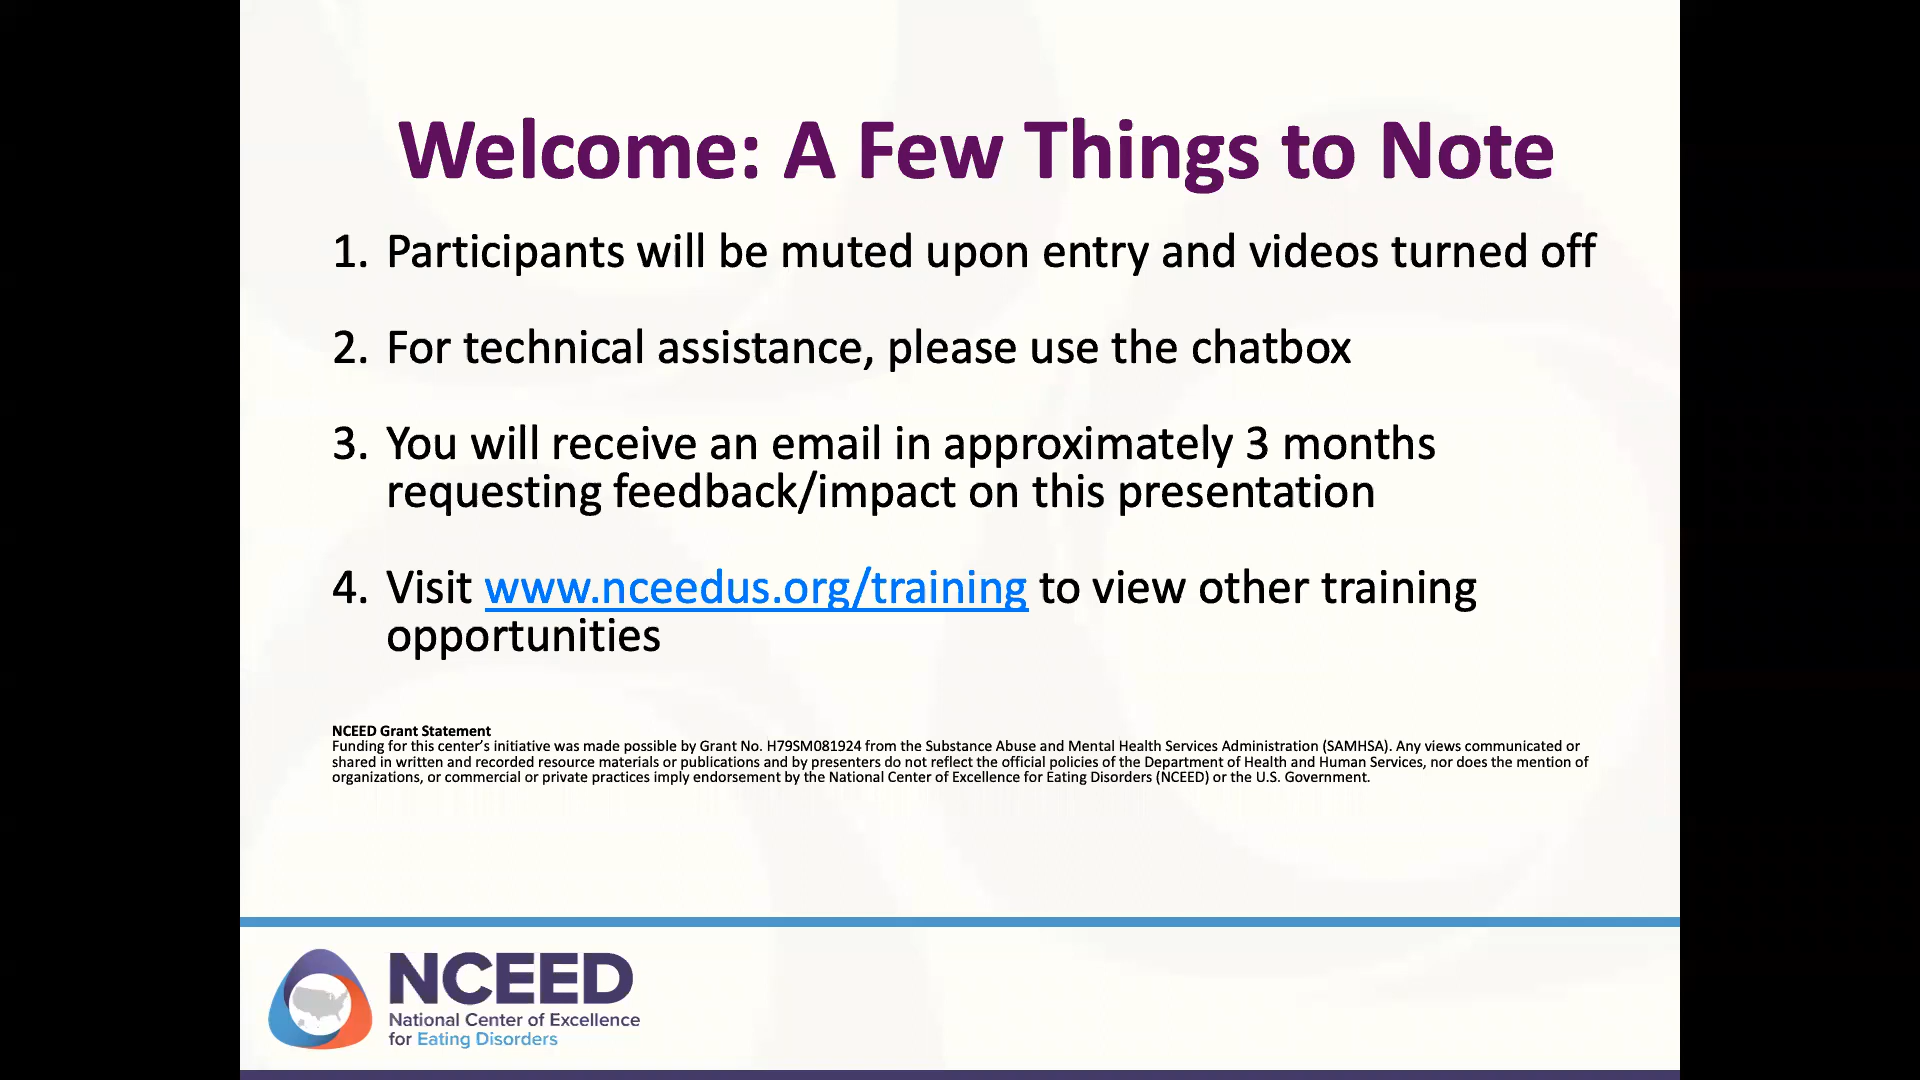 Welcome: A Few Things to Note
1. Participants will be muted upon entry and videos turned off
2. For technical assistance, please use the chatbox
3. You will receive an email in approximately 3 months
requesting feedback/impact on this presentation
4. Visit www.nceedus.org/training to view other training
opportunities
NCEED Grant Statement
Funding for this center's initiative was made possible by Grant No. H79SM081924 from the Substance Abuse and Mental Health Services Administration (SAMHSA). Any views communicated or
shared in written and recorded resource materials or publications and by presenters do not reflect the official policies of the Department of Health and Human Services, nor does the mention of
organizations, or commercial or private practices imply endorsement by the National Center of Excellence for Eating Disorders (NCEED) or the U.S. Government.
NCEED
National Center of Excellence
for Eating Disorders